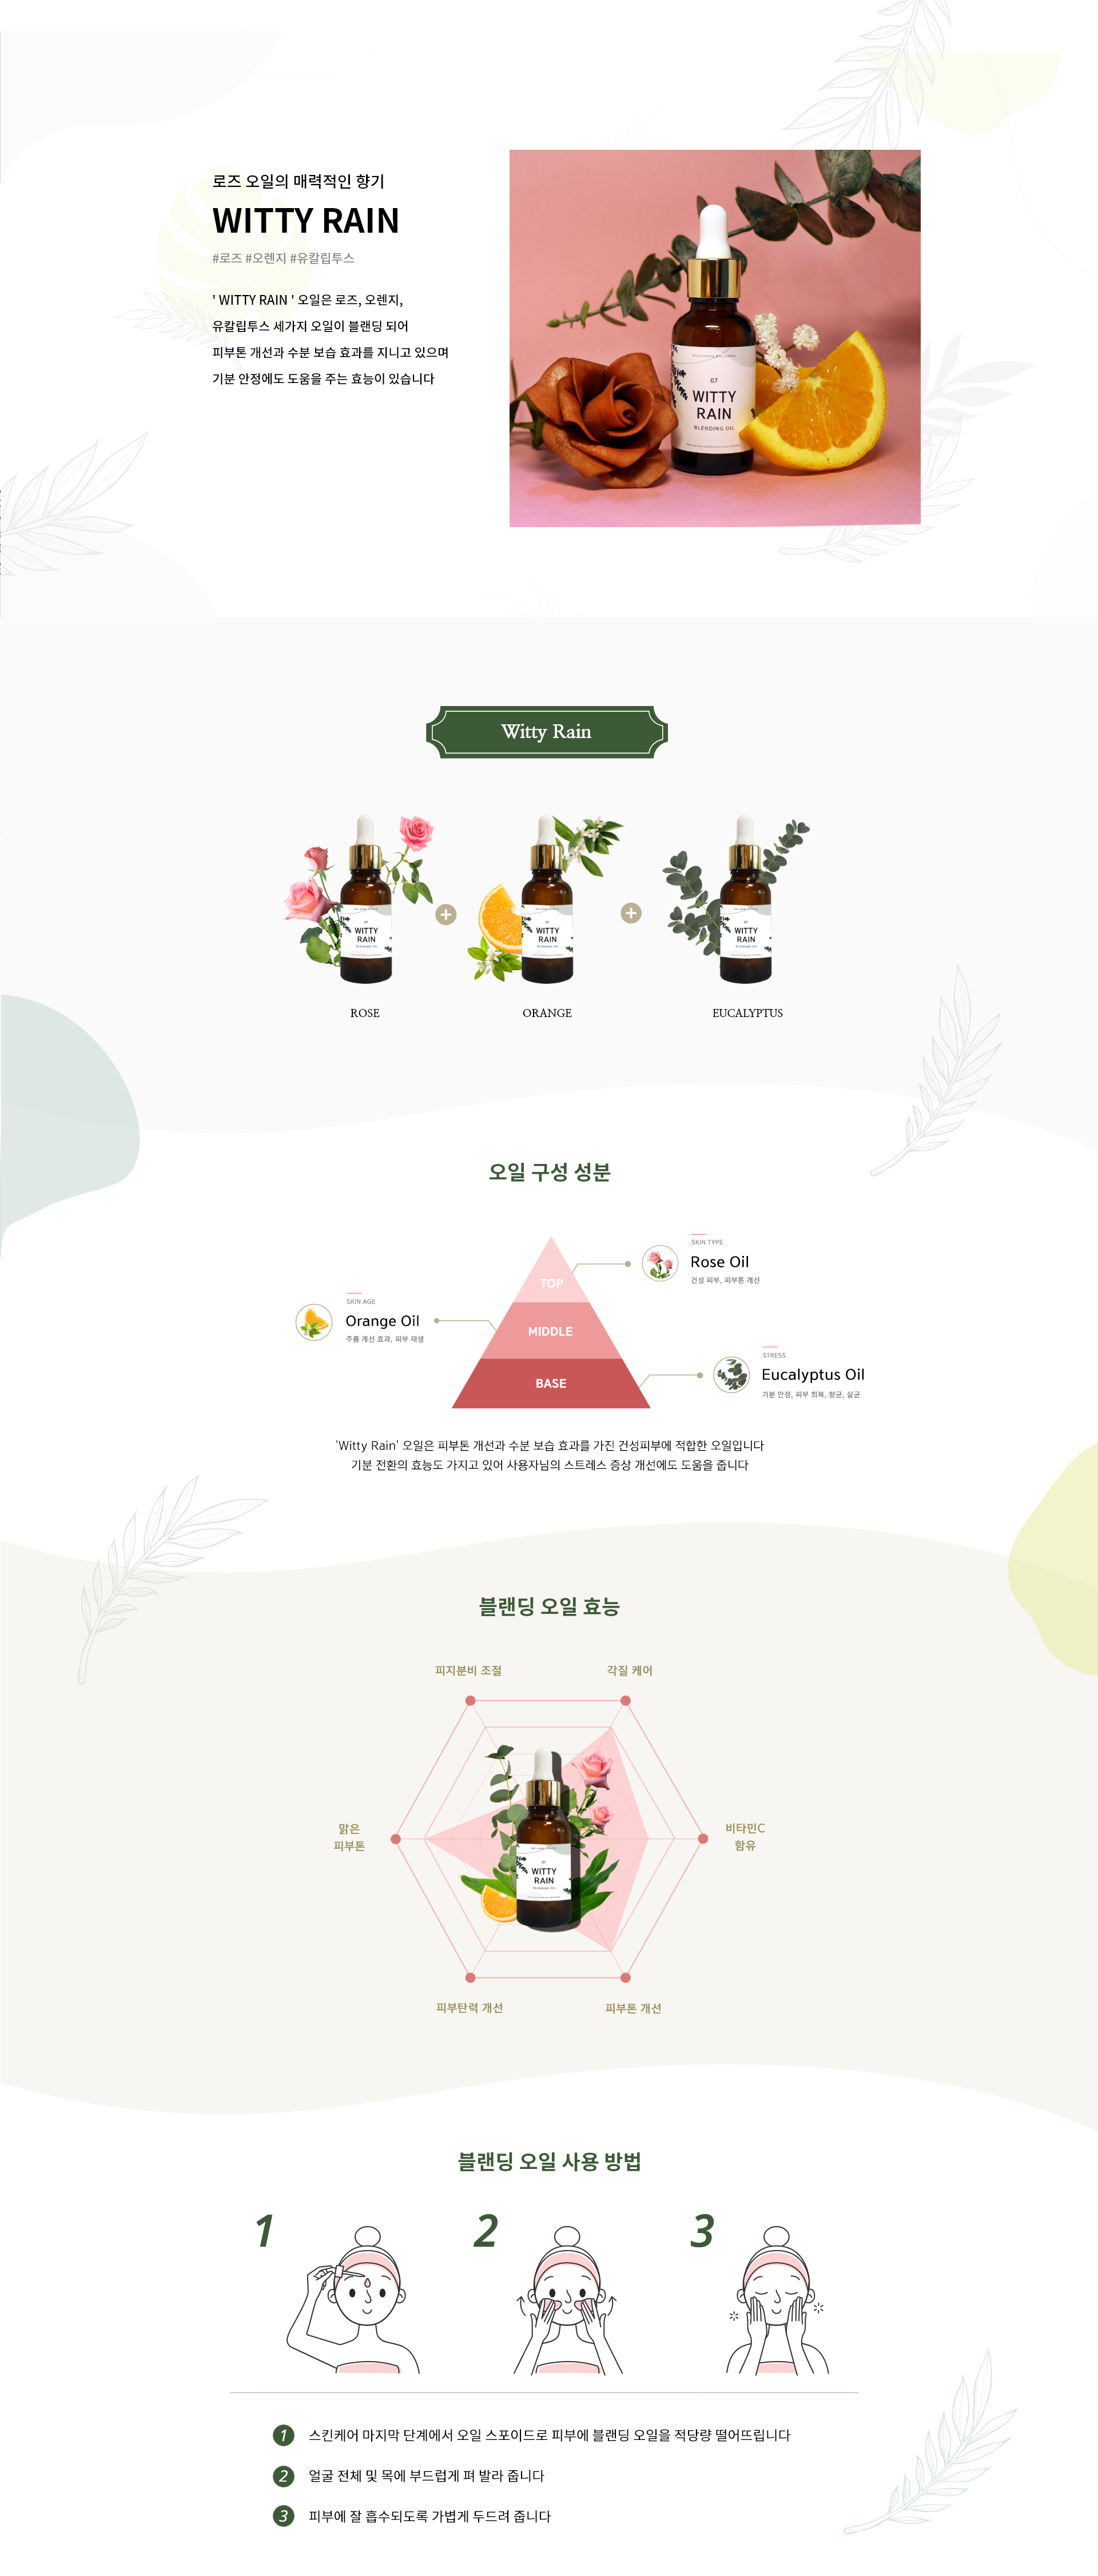 로즈 오일의 매력적인 향기
WITTY RAIN
#로즈 #오렌지 #유칼립투스
' WITTY RAIN ' 오일은 로즈, 오렌지,
유칼립투스 세가지 오일이 블랜딩 되어
피부톤 개선과 수분 보습 효과를 지니고 있으며
기분 안정에도 도움을 주는 효능이 있습니다
07
WITTY
RAIN
BLENDING OIL
Witty Rain
07
WITTY
RAIN
BLENDING OIL
07
WITTY
RAIN
BLENDING OIL
07
WITTY
RAIN
BLENDING OIL
ROSE
ORANGE
EUCALYPTUS
오일 구성 성분
SKIN TYPE
Rose Oil
건성 피부, 피부톤 개선
TOP
SKIN AGE
Orange Oil
주름 개선 효과, 피부 재생
MIDDLE
STRESS
Eucalyptus Oil
기분 안정, 피부 회복, 향균, 살균
BASE
'Witty Rain' 오일은 피부톤 개선과 수분 보습 효과를 가진 건성피부에 적합한 오일입니다
기분 전환의 효능도 가지고 있어 사용자님의 스트레스 증상 개선에도 도움을 줍니다
블랜딩 오일 효능
피지분비 조절
각질 케어
맑은
피부톤
비타민C
함유
07
WITTY
RAIN
BLENDING OIL
피부탄력 개선
피부톤 개선
블랜딩 오일 사용 방법
1
2
3
1 스킨케어 마지막 단계에서 오일 스포이드로 피부에 블랜딩 오일을 적당량 떨어뜨립니다
2 얼굴 전체 및 목에 부드럽게 펴 발라 줍니다
3 피부에 잘 흡수되도록 가볍게 두드려 줍니다